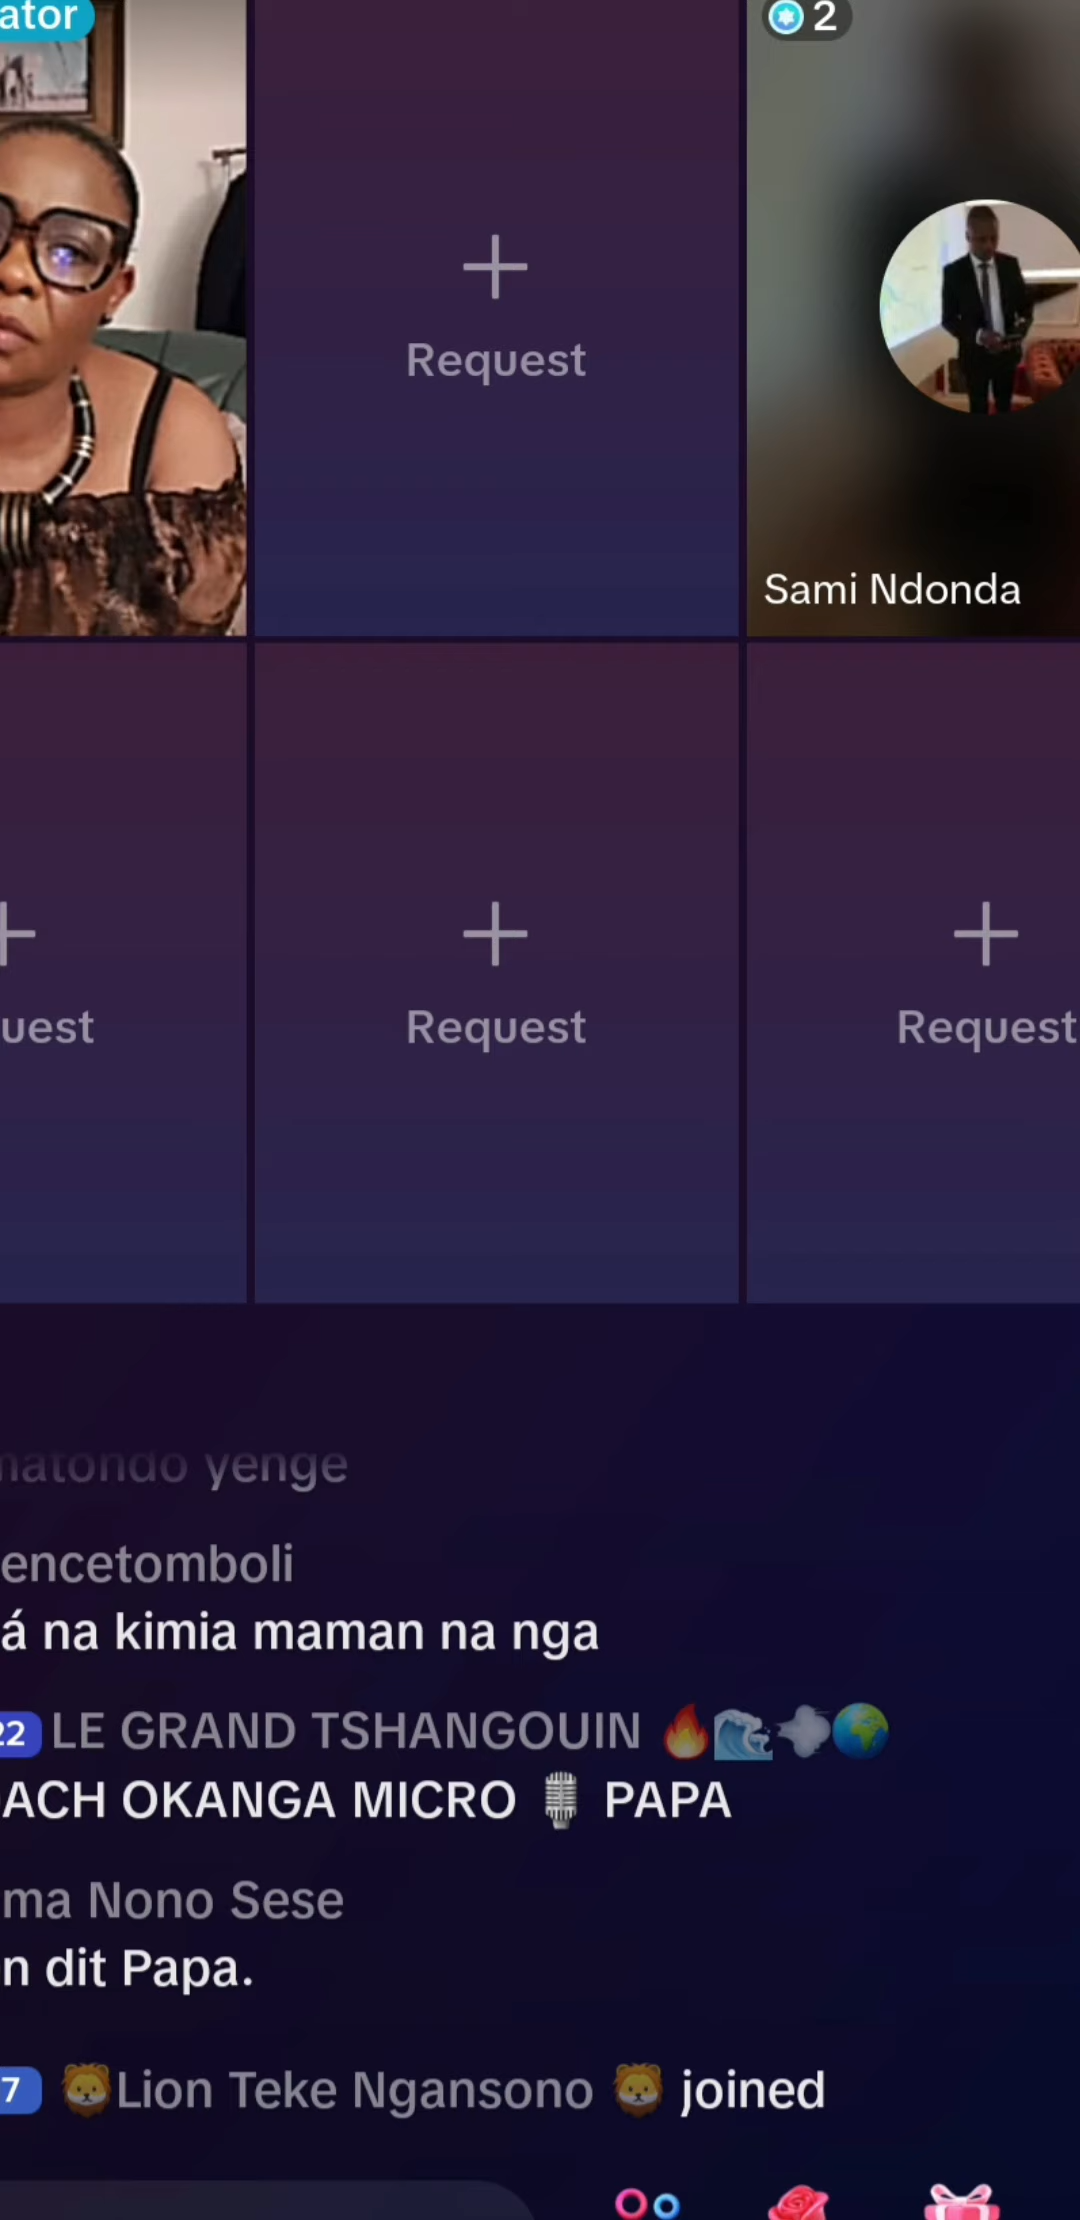 ator
2
Request
Sami Ndonda
uest
Request
Request
matondo yenge
encetomboli
á na kimia maman na nga
22 LE GRAND TSHANGOUIN 🔥🌊💨🌍
ACH OKANGA MICRO 🎙 PAPA
ma Nono Sese
n dit Papa.
7 🦁Lion Teke Ngansono 🦁 joined